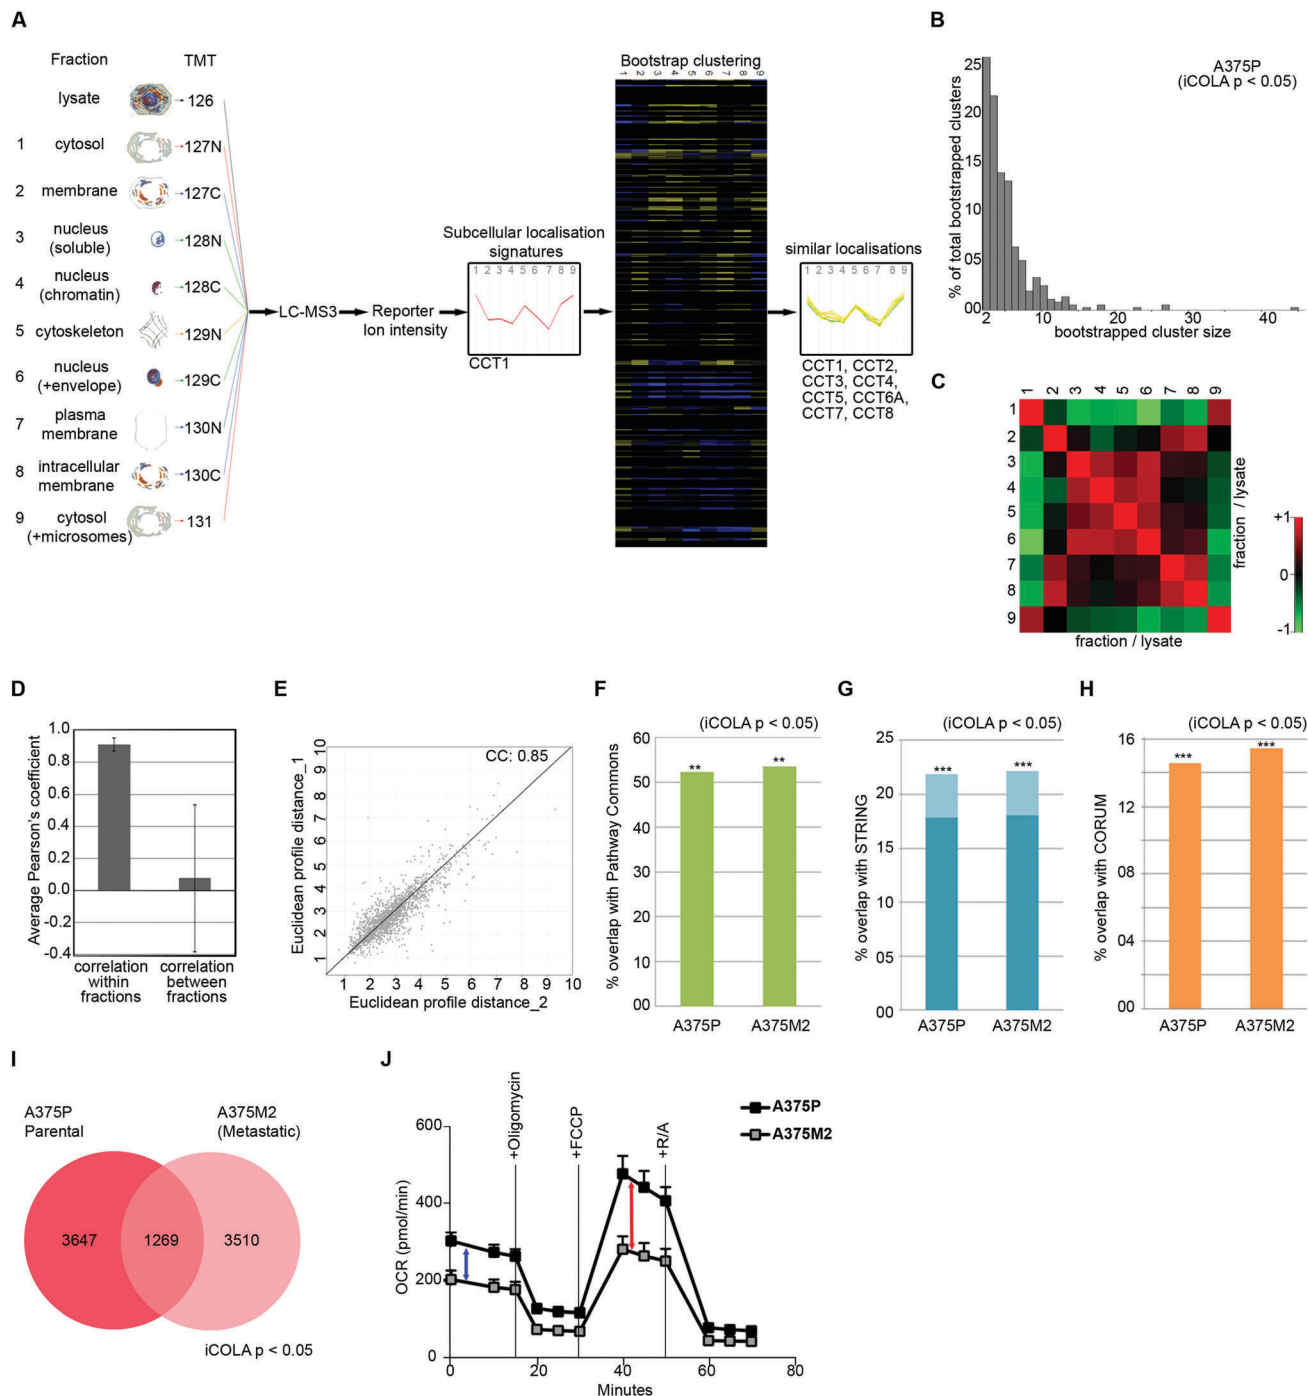 A
Fraction TMT
lysate 126
1 cytosol 127N
2 membrane 127C
3 nucleus
(soluble) 128N
4 nucleus
(chromatin) 128C
5 cytoskeleton 129N
6 nucleus
(+envelope) 129C
7 plasma
membrane 130N
8 intracellular
membrane 130C
9 cytosol
(+microsomes) 131
LC-MS3
Reporter
Ion intensity
Subcellular localisation
signatures
1 2 3 4 5 6 7 8 9
CCT1
Bootstrap clustering
1 2 3 4 5 6 7 8 9
similar localisations
1 2 3 4 5 6 7 8 9
CCT1, CCT2,
CCT3, CCT4,
CCT5, CCT6A,
CCT7, CCT8
B
A375P
(iCOLA p < 0.05)
% of total bootstrapped clusters
25
20
15
10
05
00
2 10 20 30 40
bootstrapped cluster size
C
1 2 3 4 5 6 7 8 9
1
2
3
4
5
6
7
8
9
fraction / lysate
fraction / lysate
+1
0
-1
D
Average Pearson's coefficient
1.0
0.8
0.6
0.4
0.2
0.0
-0.2
-0.4
correlation
within
fractions
correlation
between
fractions
E
CC: 0.85
Euclidean profile distance_1
10
9
8
7
6
5
4
3
2
1
1 2 3 4 5 6 7 8 9 10
Euclidean profile distance_2
F
(iCOLA p < 0.05)
% overlap with Pathway Commons
60
50
40
30
20
10
00
** **
A375P A375M2
G
(iCOLA p < 0.05)
% overlap with STRING
25
20
15
10
05
00
*** ***
A375P A375M2
H
(iCOLA p < 0.05)
% overlap with CORUM
16
12
08
04
00
*** ***
A375P A375M2
I
A375P
Parental
A375M2
(Metastatic)
3647 1269 3510
iCOLA p < 0.05
J
+Oligomycin
+FCCP
+R/A
A375P
A375M2
OCR (pmol/min)
600
400
200
0
0 20 40 60 80
Minutes